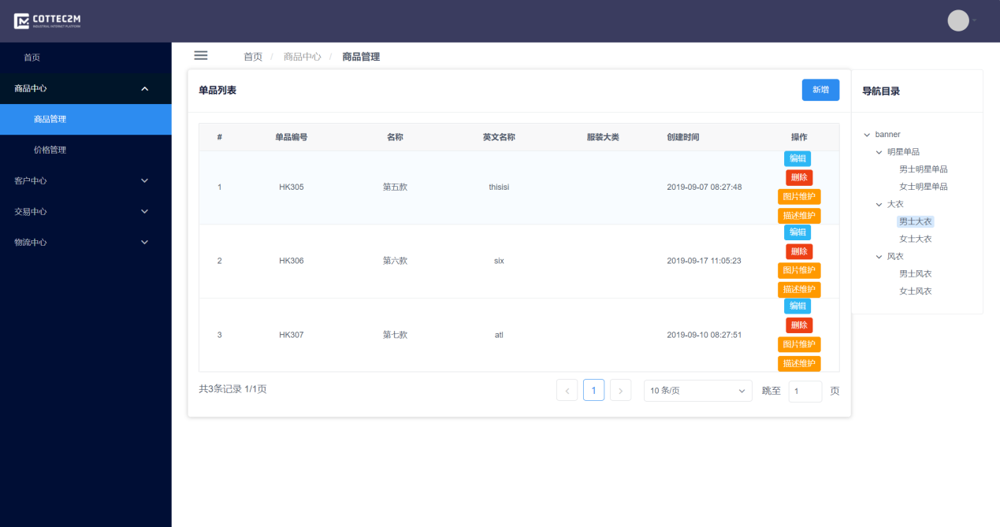 COTTEC2M
INDUSTRIAL INTERNET PLATFORM
首页
商品中心
商品管理
价格管理
客户中心
交易中心
物流中心
首页 / 商品中心 / 商品管理
单品列表
新增
# 单品编号 名称 英文名称 服装大类 创建时间 操作
1 HK305 第五款 thisisi 2019-09-07 08:27:48
编辑
删除
图片维护
描述维护
2 HK306 第六款 six 2019-09-17 11:05:23
编辑
删除
图片维护
描述维护
3 HK307 第七款 atl 2019-09-10 08:27:51
编辑
删除
图片维护
描述维护
共3条记录 1/1页
1
10 条/页
跳至 1 页
导航目录
banner
明星单品
男士明星单品
女士明星单品
大衣
男士大衣
女士大衣
风衣
男士风衣
女士风衣